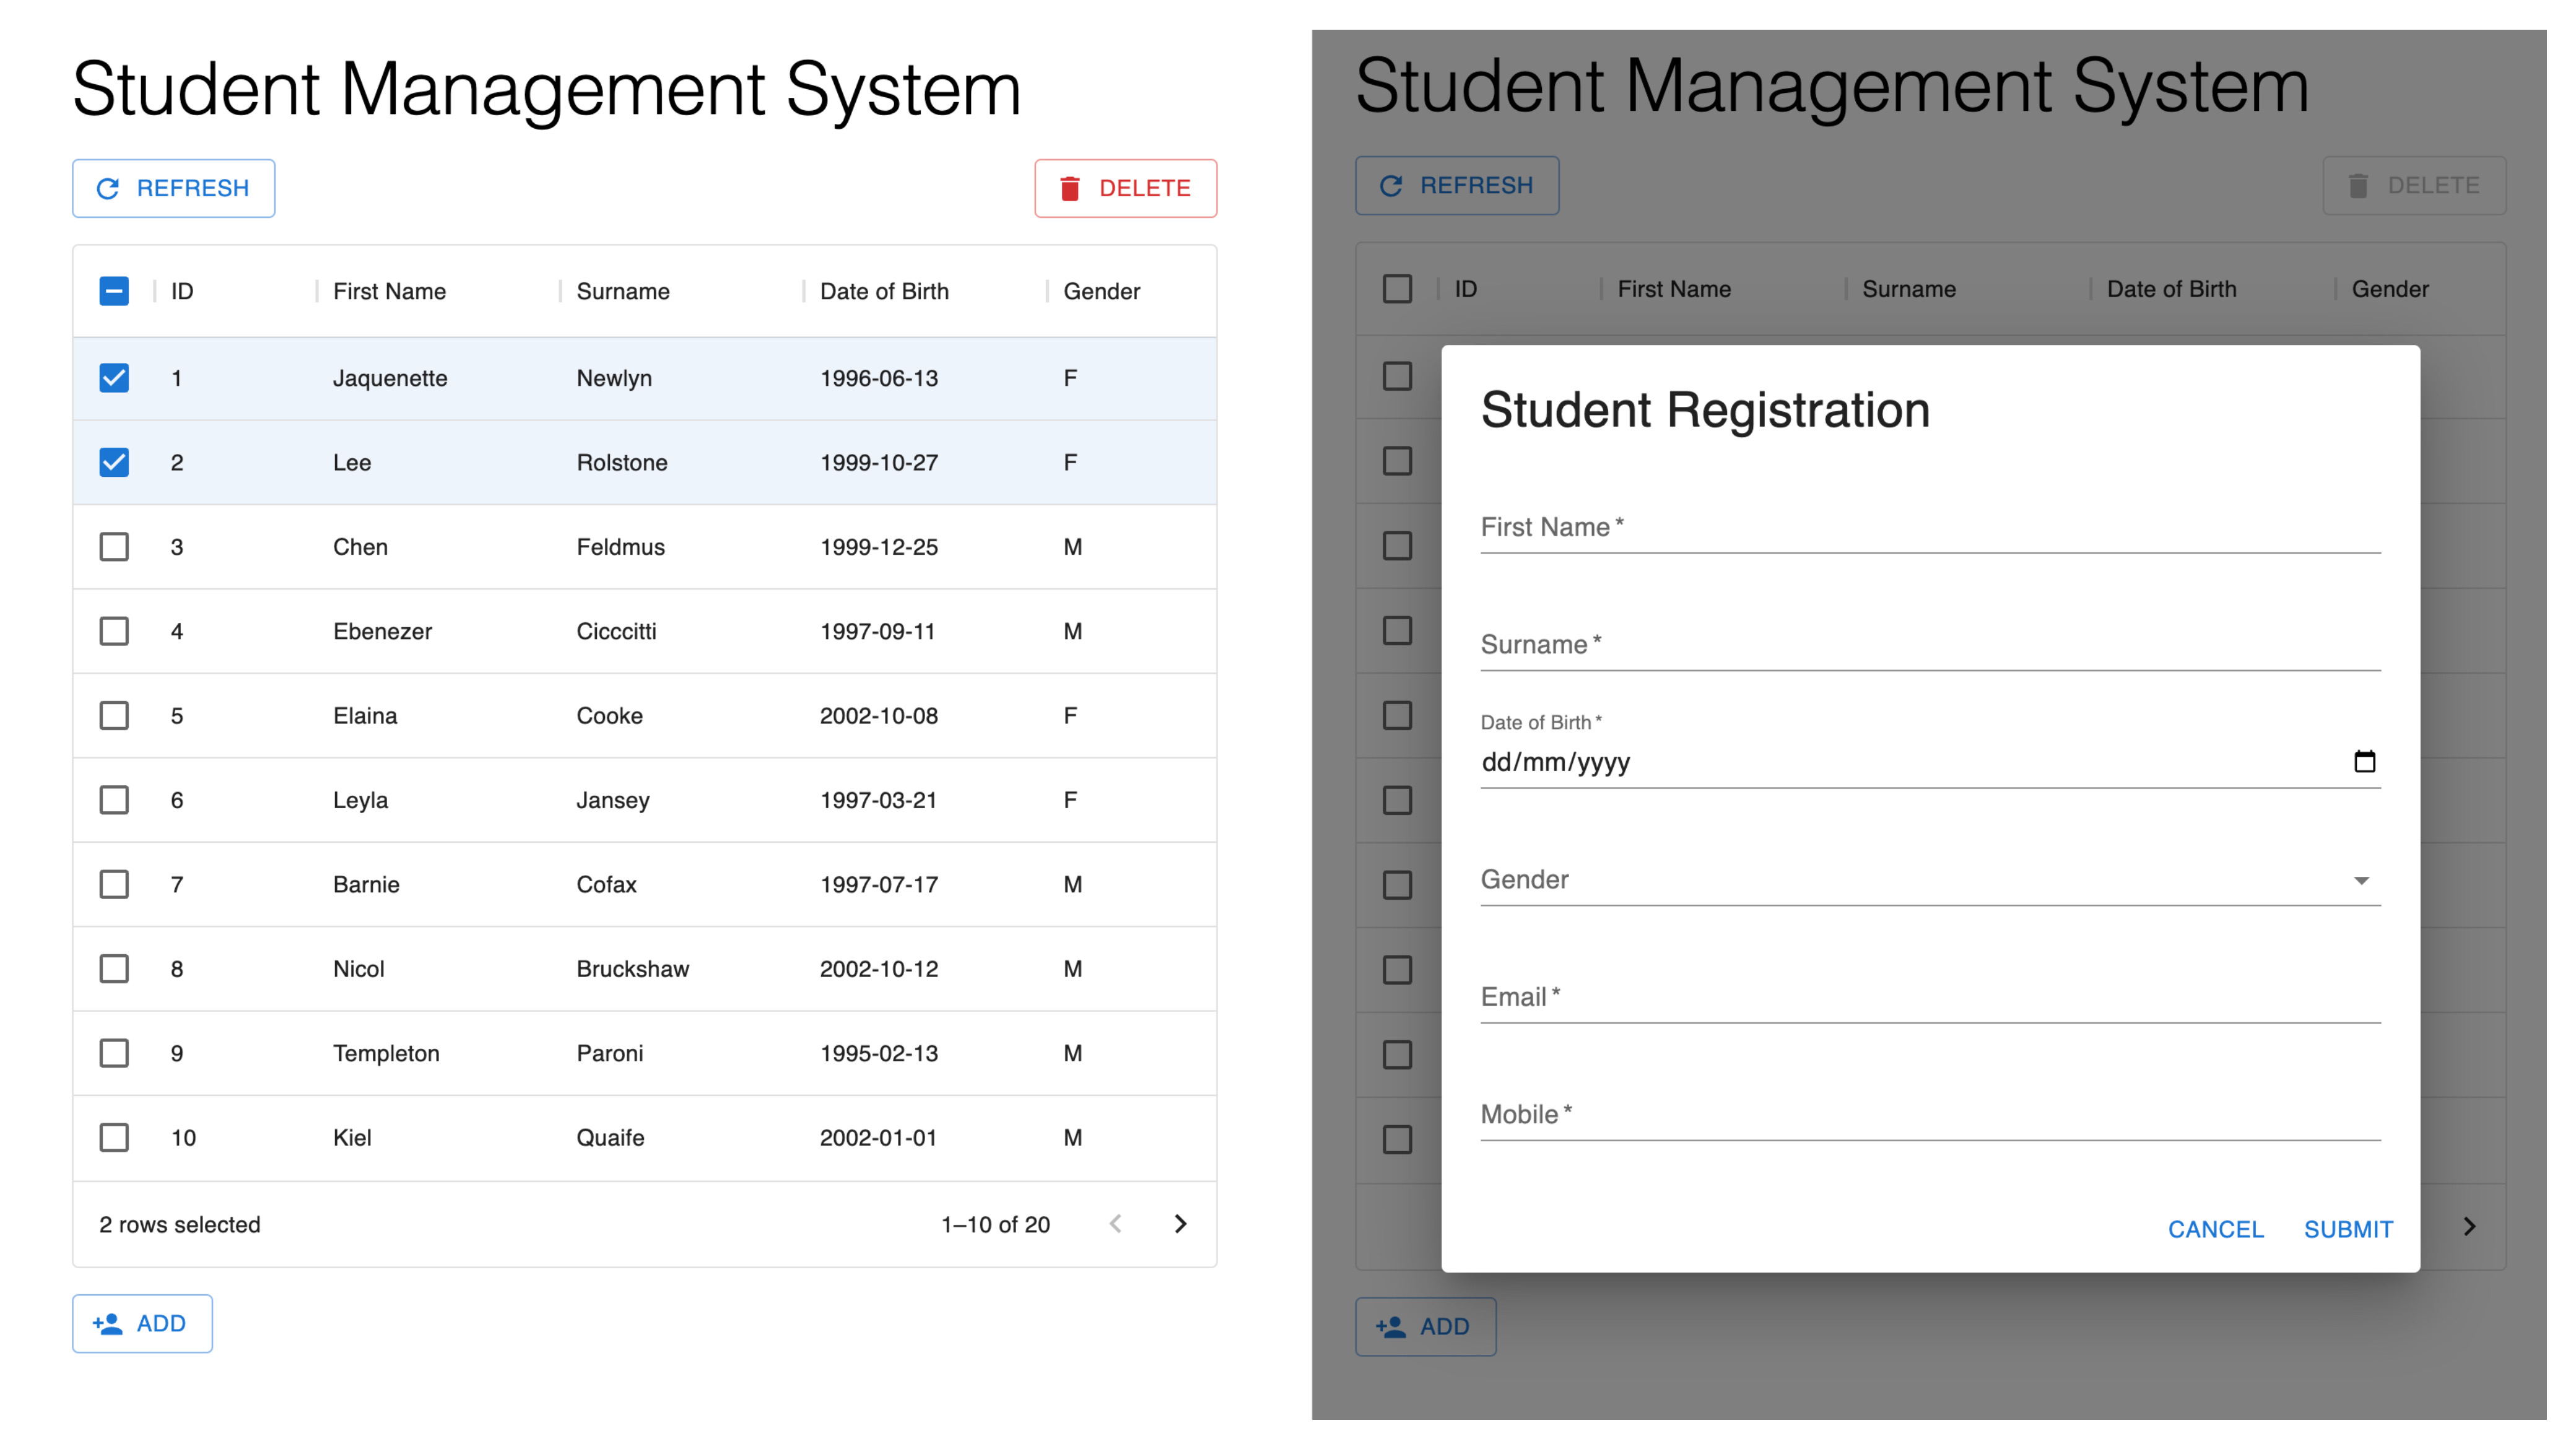 Student Management System
REFRESH DELETE
ID First Name Surname Date of Birth Gender
1 Jaquenette Newlyn 1996-06-13 F
2 Lee Rolstone 1999-10-27 F
3 Chen Feldmus 1999-12-25 M
4 Ebenezer Cicccitti 1997-09-11 M
5 Elaina Cooke 2002-10-08 F
6 Leyla Jansey 1997-03-21 F
7 Barnie Cofax 1997-07-17 M
8 Nicol Bruckshaw 2002-10-12 M
9 Templeton Paroni 1995-02-13 M
10 Kiel Quaife 2002-01-01 M
2 rows selected 1–10 of 20
ADD
Student Management System
REFRESH DELETE
ID First Name Surname Date of Birth Gender
Student Registration
First Name *
Surname *
Date of Birth *
dd/mm/yyyy
Gender
Email *
Mobile *
CANCEL SUBMIT
ADD